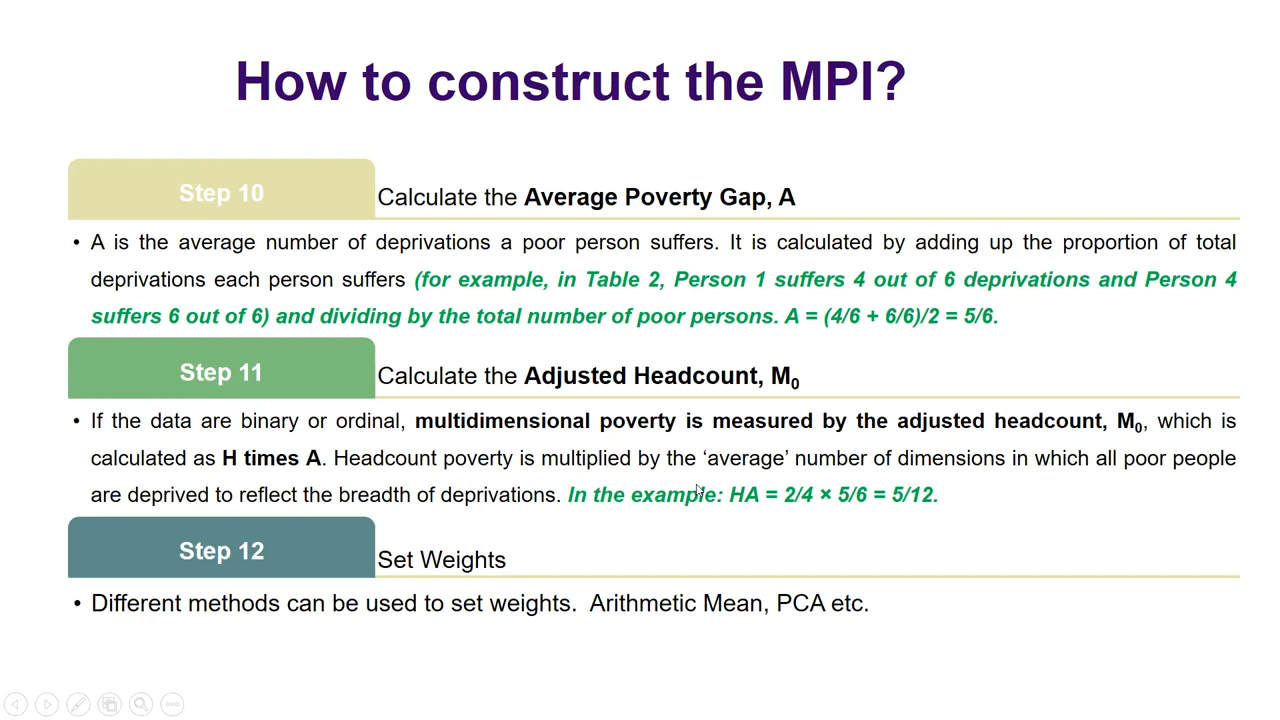 How to construct the MPI?
Step 10
Calculate the Average Poverty Gap, A
• A is the average number of deprivations a poor person suffers. It is calculated by adding up the proportion of total
deprivations each person suffers (for example, in Table 2, Person 1 suffers 4 out of 6 deprivations and Person 4
suffers 6 out of 6) and dividing by the total number of poor persons. A = (4/6 + 6/6)/2 = 5/6.
Step 11
Calculate the Adjusted Headcount, M0
• If the data are binary or ordinal, multidimensional poverty is measured by the adjusted headcount, M0, which is
calculated as H times A. Headcount poverty is multiplied by the ‘average’ number of dimensions in which all poor people
are deprived to reflect the breadth of deprivations. In the example: HA = 2/4 × 5/6 = 5/12.
Step 12
Set Weights
• Different methods can be used to set weights. Arithmetic Mean, PCA etc.